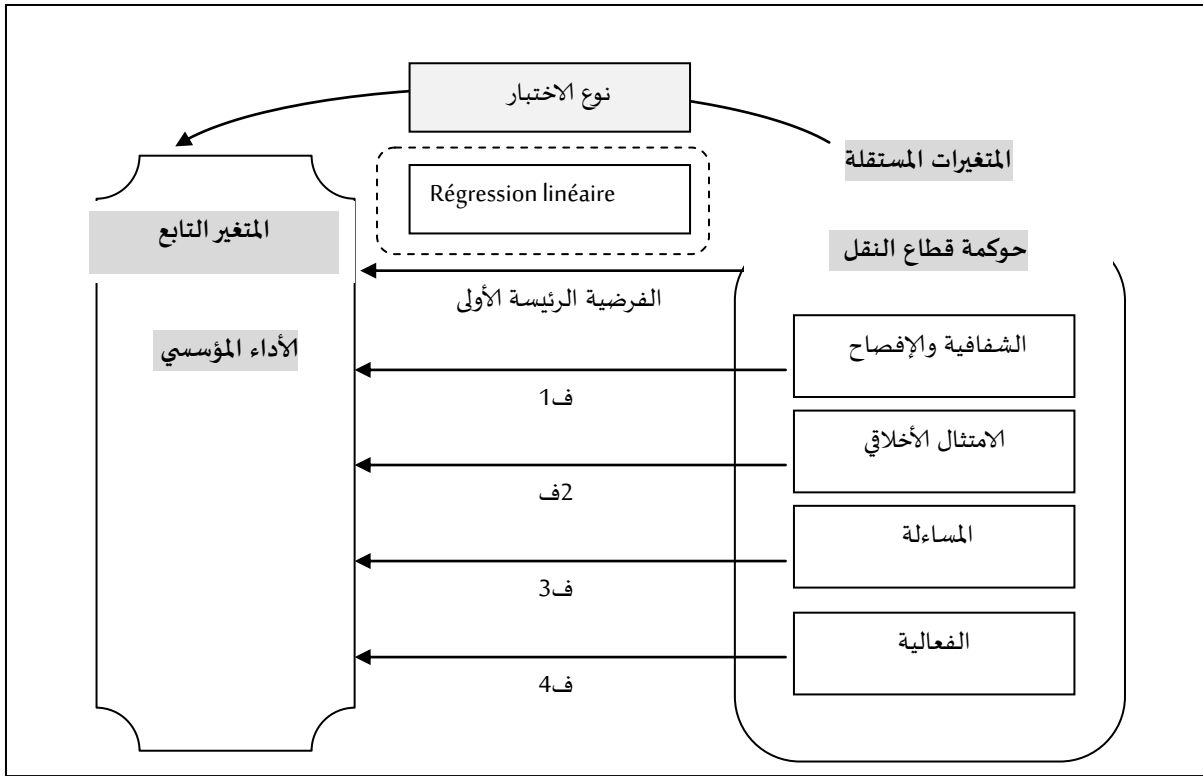 نوع الاختبار
المتغيرات المستقلة
Régression linéaire
المتغير التابع
حوكمة قطاع النقل
الفرضية الرئيسة الأولى
الشفافية والإفصاح
الأداء المؤسسي
ف1
الامتثال الأخلاقي
ف2
المساءلة
ف3
الفعالية
ف4